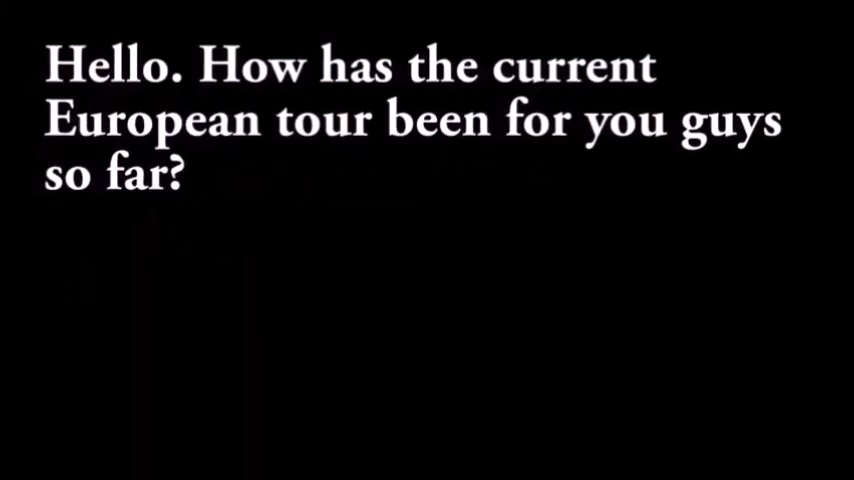 Hello. How has the current
European tour been for you guys
so far?